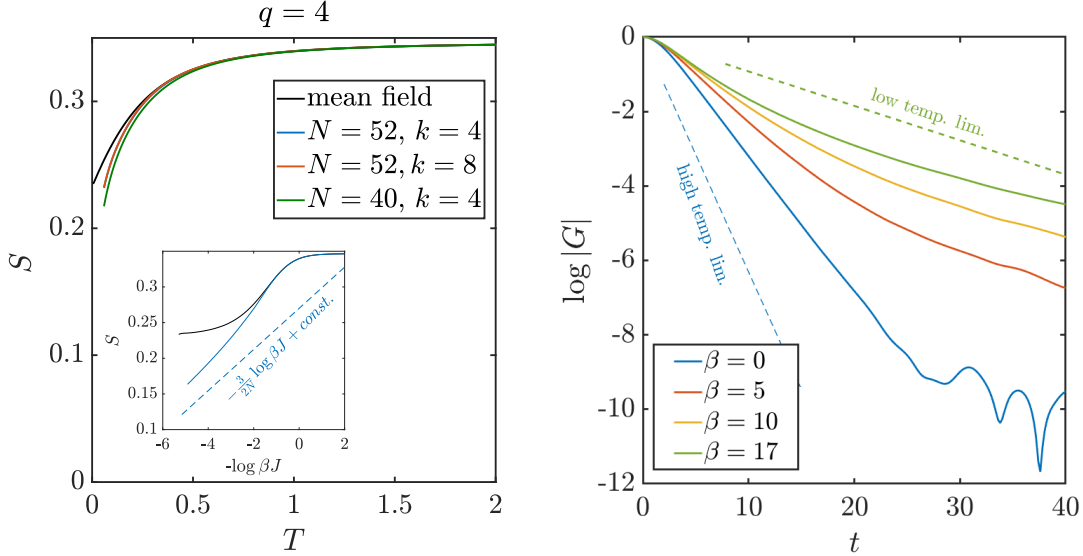 q = 4
S
0.3
0.2
0.1
0
mean field
N = 52, k = 4
N = 52, k = 8
N = 40, k = 4
S
0.3
0.25
0.2
0.15
0.1
-3/2N log βJ + const.
-6 -4 -2 0 2
-log βJ
0 0.5 1 1.5 2
T
log |G|
0
-2
-4
-6
-8
-10
-12
low temp. lim.
high temp. lim.
β = 0
β = 5
β = 10
β = 17
0 10 20 30 40
t